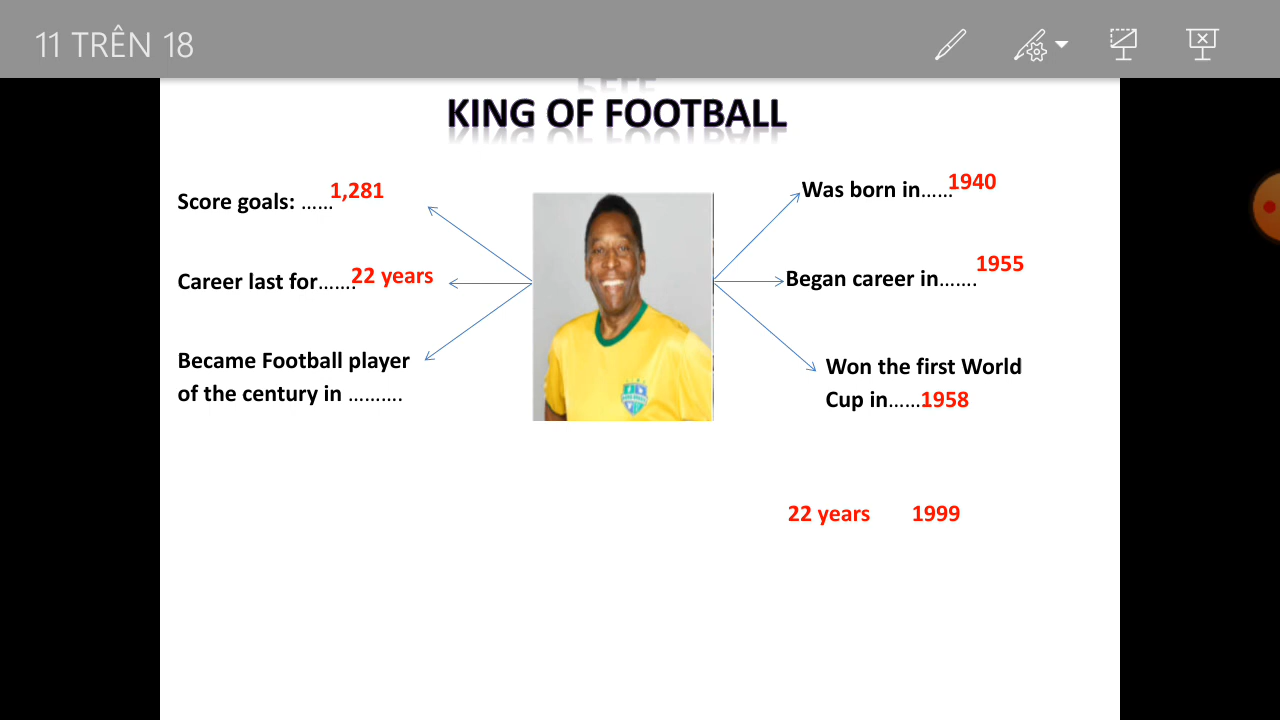 11 TRÊN 18
KING OF FOOTBALL
Score goals: ......1,281
Career last for.......22 years
Became Football player
of the century in ..........
Was born in......1940
Began career in.......1955
Won the first World
Cup in......1958
22 years 1999